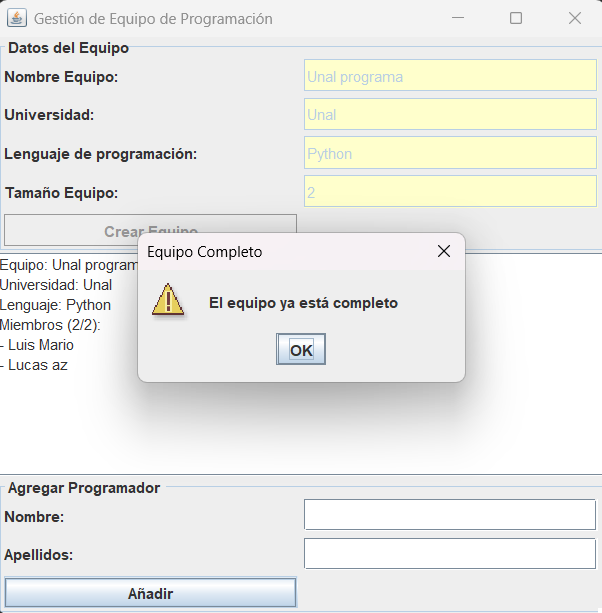 Gestión de Equipo de Programación
Datos del Equipo
Nombre Equipo: Unal programa
Universidad: Unal
Lenguaje de programación: Python
Tamaño Equipo: 2
Crear Equipo
Equipo Completo
El equipo ya está completo
OK
Equipo: Unal program
Universidad: Unal
Lenguaje: Python
Miembros (2/2):
- Luis Mario
- Lucas az
Agregar Programador
Nombre:
Apellidos:
Añadir